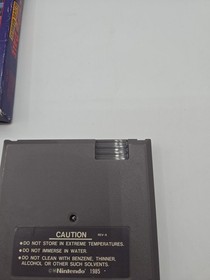 CAUTION REV-A
•DO NOT STORE IN EXTREME TEMPERATURES.
•DO NOT IMMERSE IN WATER.
•DO NOT CLEAN WITH BENZENE, THINNER,
ALCOHOL OR OTHER SUCH SOLVENTS.
©Nintendo 1985